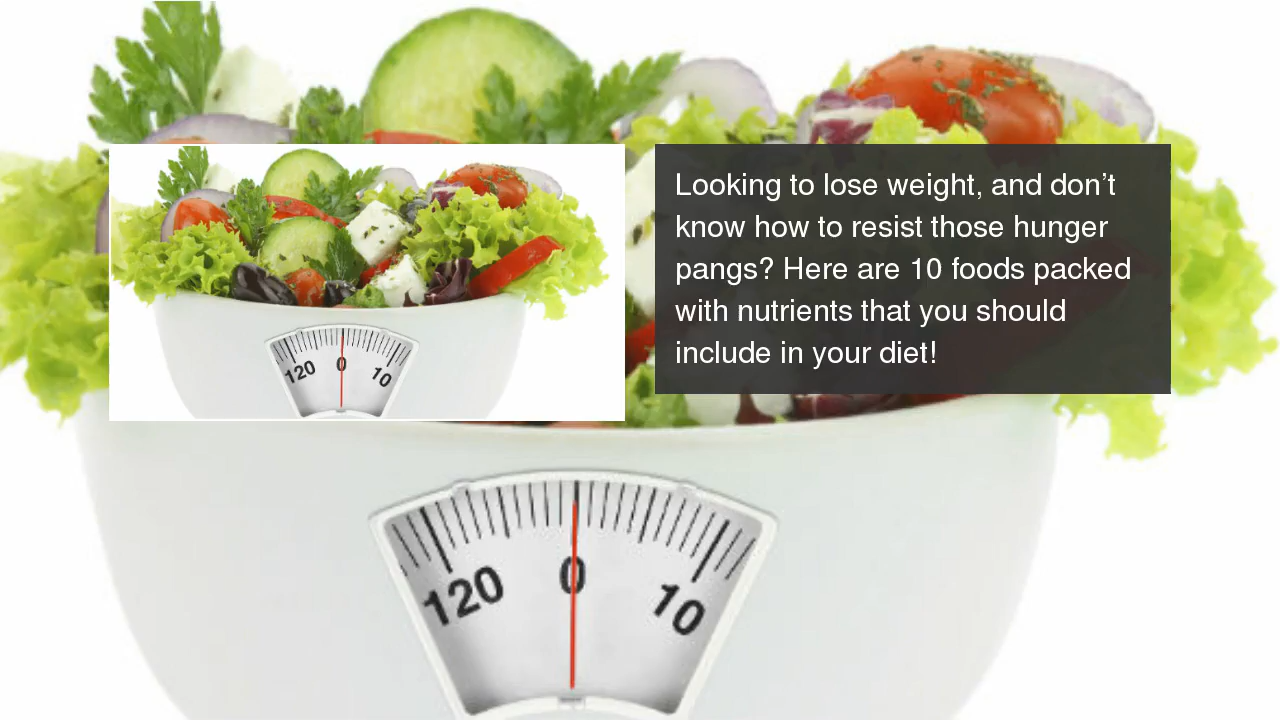 Looking to lose weight, and don’t
know how to resist those hunger
pangs? Here are 10 foods packed
with nutrients that you should
include in your diet!
120 0 10
120 0 10